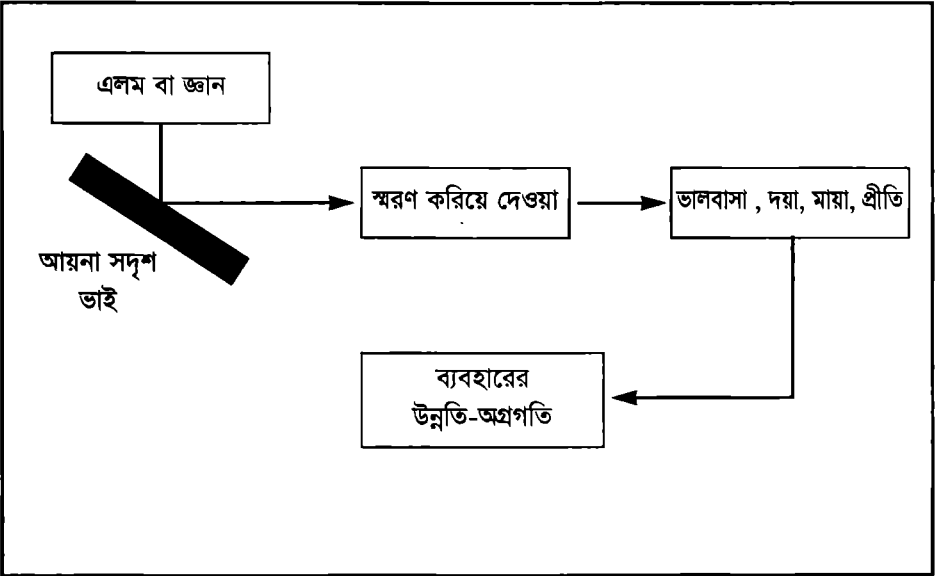 এলম বা জ্ঞান
স্মরণ করিয়ে দেওয়া
ভালবাসা , দয়া, মায়া, প্রীতি
আয়না সদৃশ
ভাই
ব্যবহারের
উন্নতি-অগ্রগতি